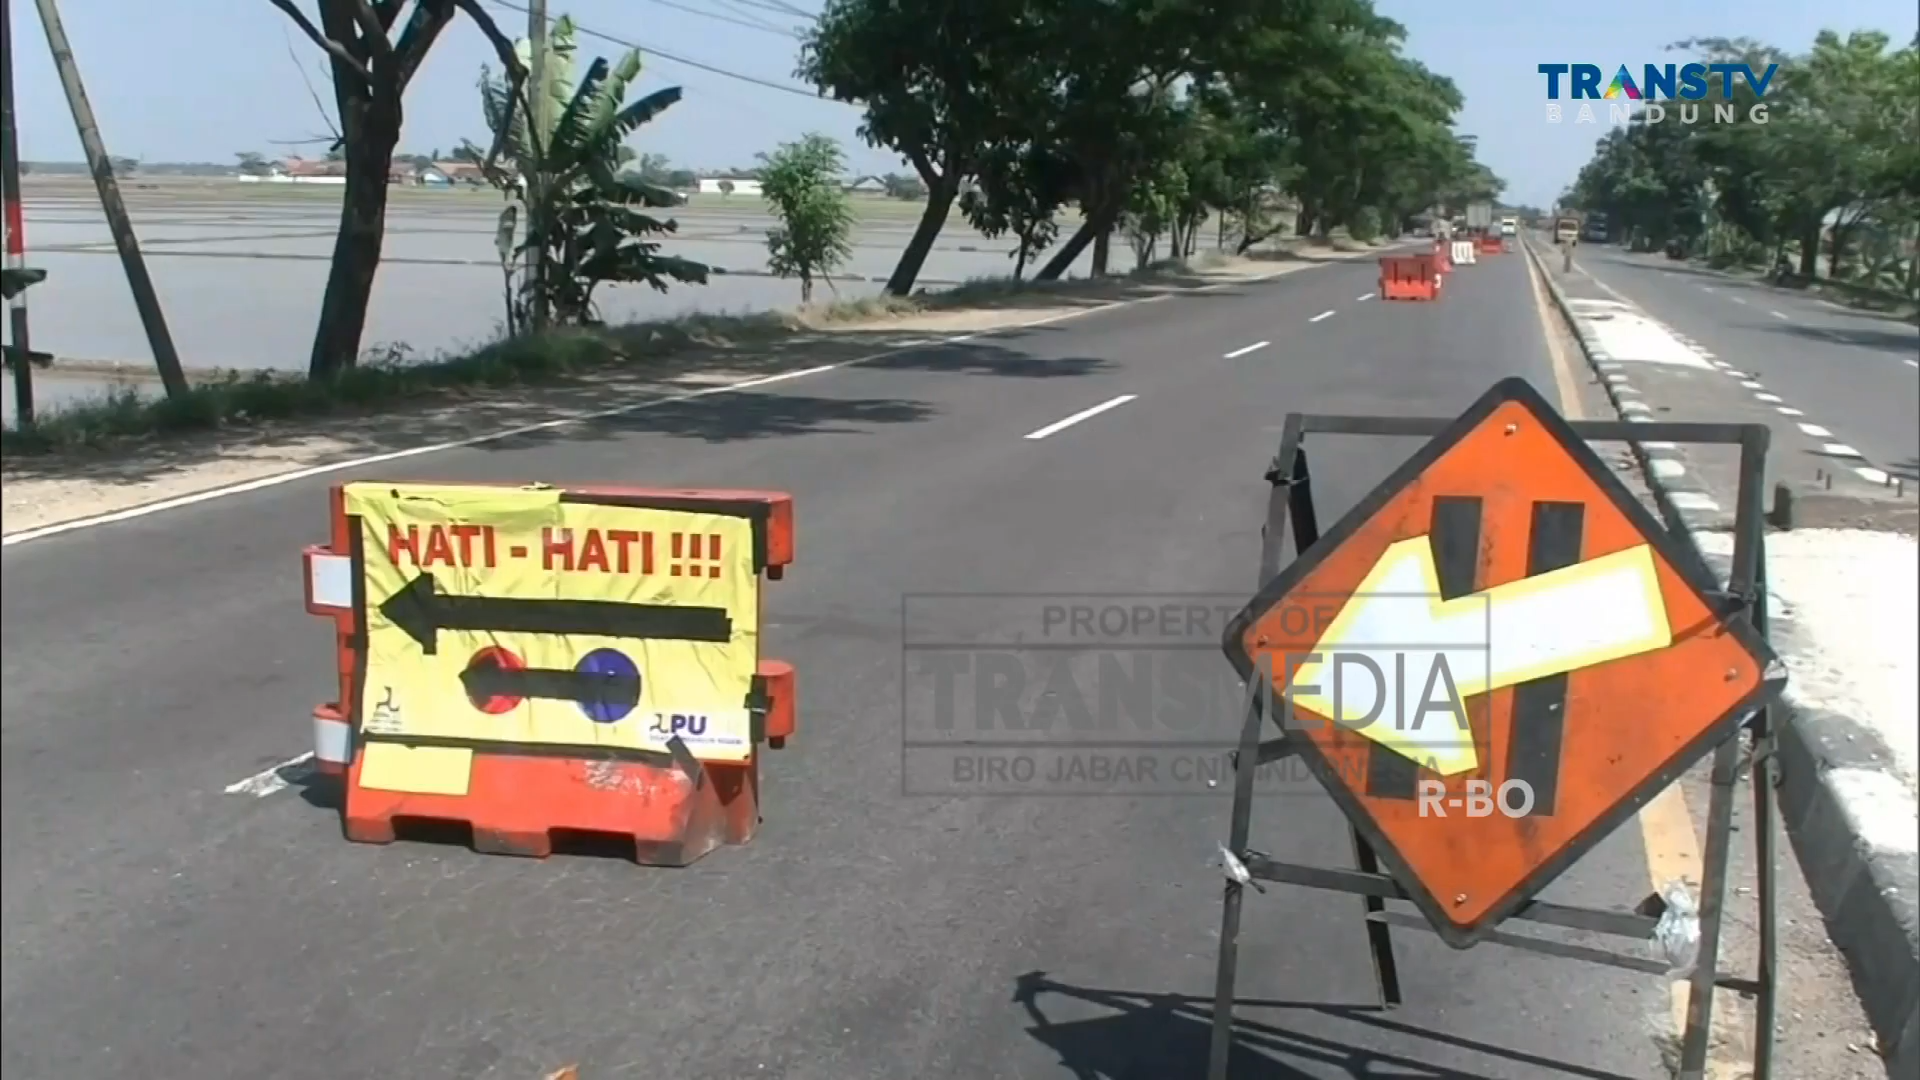 TRANSTV
BANDUNG
HATI - HATI !!!
PU
PROPERTY OF
TRANSMEDIA
BIRO JABAR CNN INDONESIA
R-BO